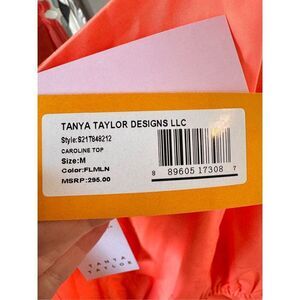 TANYA TAYLOR DESIGNS LLC
Style:S21T848212
CAROLINE TOP
Size:M
Color:FLMLN
MSRP:295.00
8 89605 17308 7
TANYA
TAYLOR